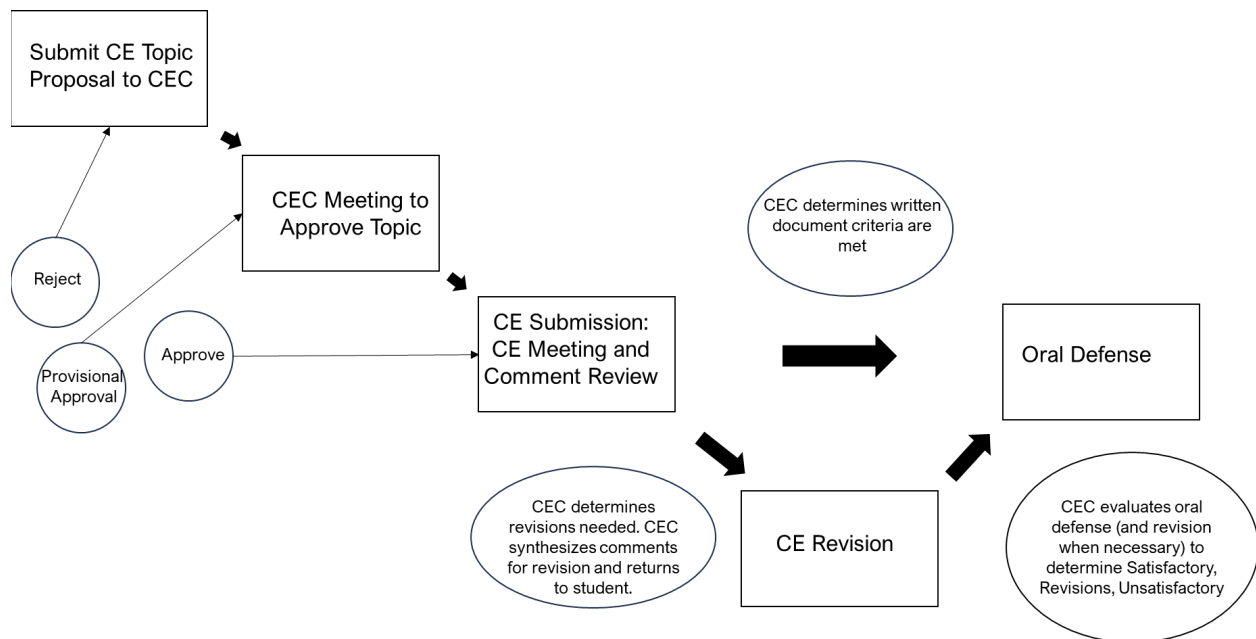 Submit CE Topic
Proposal to CEC
CEC Meeting to
Approve Topic
Reject
Provisional
Approval
Approve
CE Submission:
CE Meeting and
Comment Review
CEC determines written
document criteria are
met
Oral Defense
CEC determines
revisions needed. CEC
synthesizes comments
for revision and returns
to student.
CE Revision
CEC evaluates oral
defense (and revision
when necessary) to
determine Satisfactory,
Revisions, Unsatisfactory